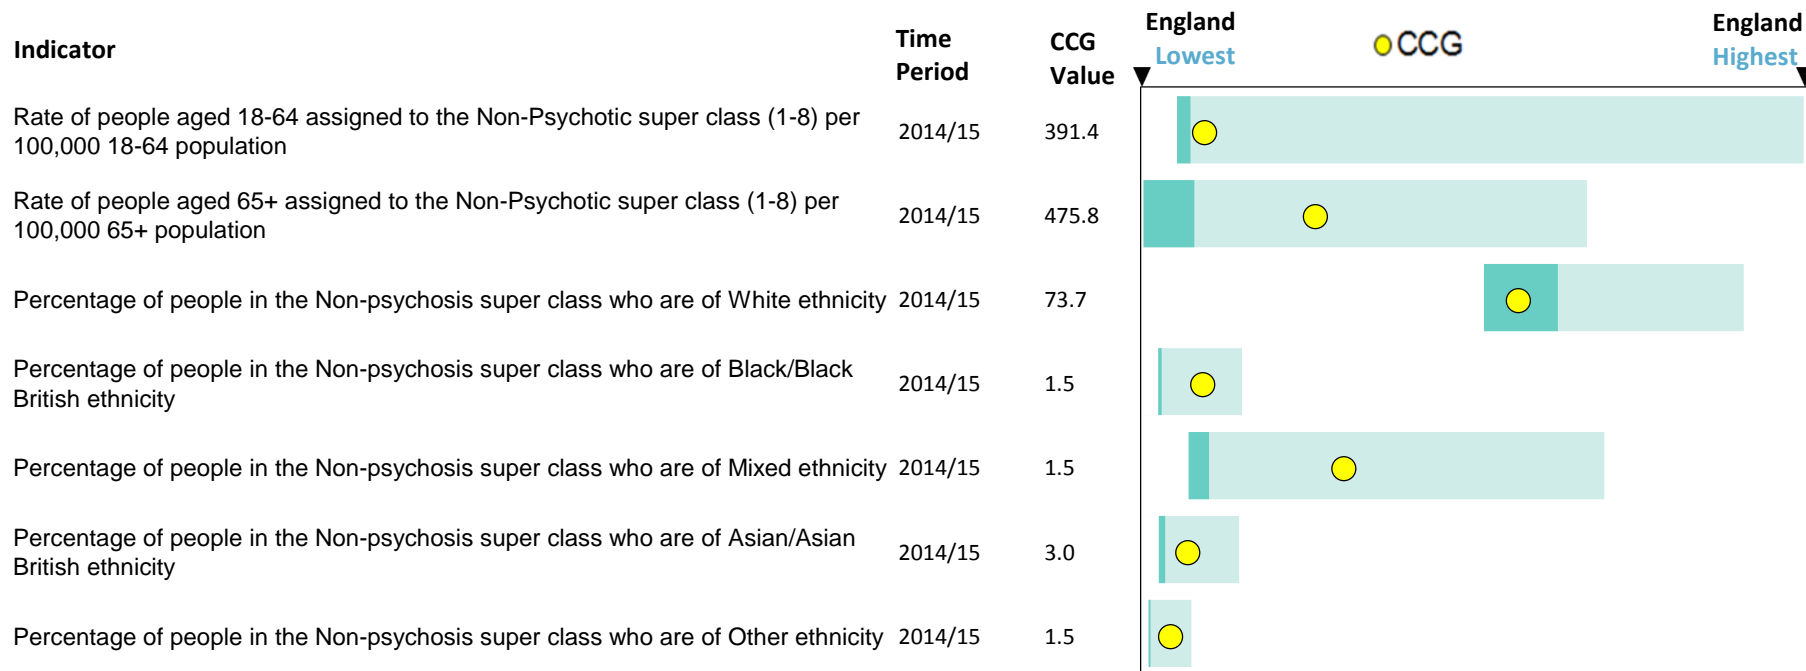 Indicator
Time
Period
CCG
Value
England
Lowest
CCG
England
Highest
Rate of people aged 18-64 assigned to the Non-Psychotic super class (1-8) per
100,000 18-64 population
2014/15
391.4
Rate of people aged 65+ assigned to the Non-Psychotic super class (1-8) per
100,000 65+ population
2014/15
475.8
Percentage of people in the Non-psychosis super class who are of White ethnicity
2014/15
73.7
Percentage of people in the Non-psychosis super class who are of Black/Black
British ethnicity
2014/15
1.5
Percentage of people in the Non-psychosis super class who are of Mixed ethnicity
2014/15
1.5
Percentage of people in the Non-psychosis super class who are of Asian/Asian
British ethnicity
2014/15
3.0
Percentage of people in the Non-psychosis super class who are of Other ethnicity
2014/15
1.5